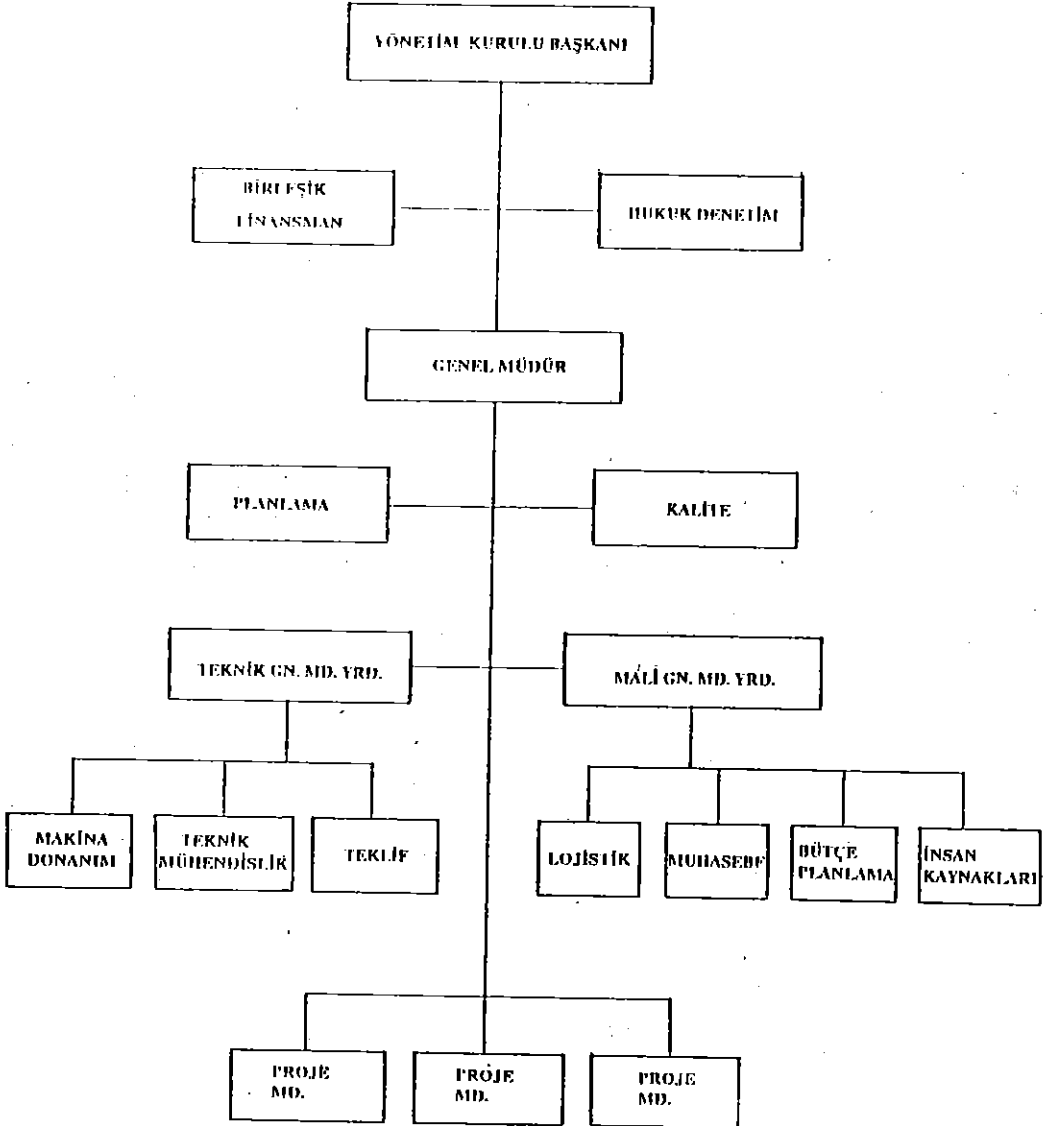 YÖNETİM KURULU BAŞKANI
BİRLEŞİK
FİNANSMAN
HUKUK DENETİM
GENEL MÜDÜR
PLANLAMA
KALİTE
TEKNİK GN. MD. YRD.
MALİ GN. MD. YRD.
MAKİNA
DONANIM
TEKNİK
MÜHENDİSLİK
TEKLİF
LOJİSTİK
MUHASEBE
BÜTÇE
PLANLAMA
İNSAN
KAYNAKLARI
PROJE
MD.
PROJE
MD.
PROJE
MD.